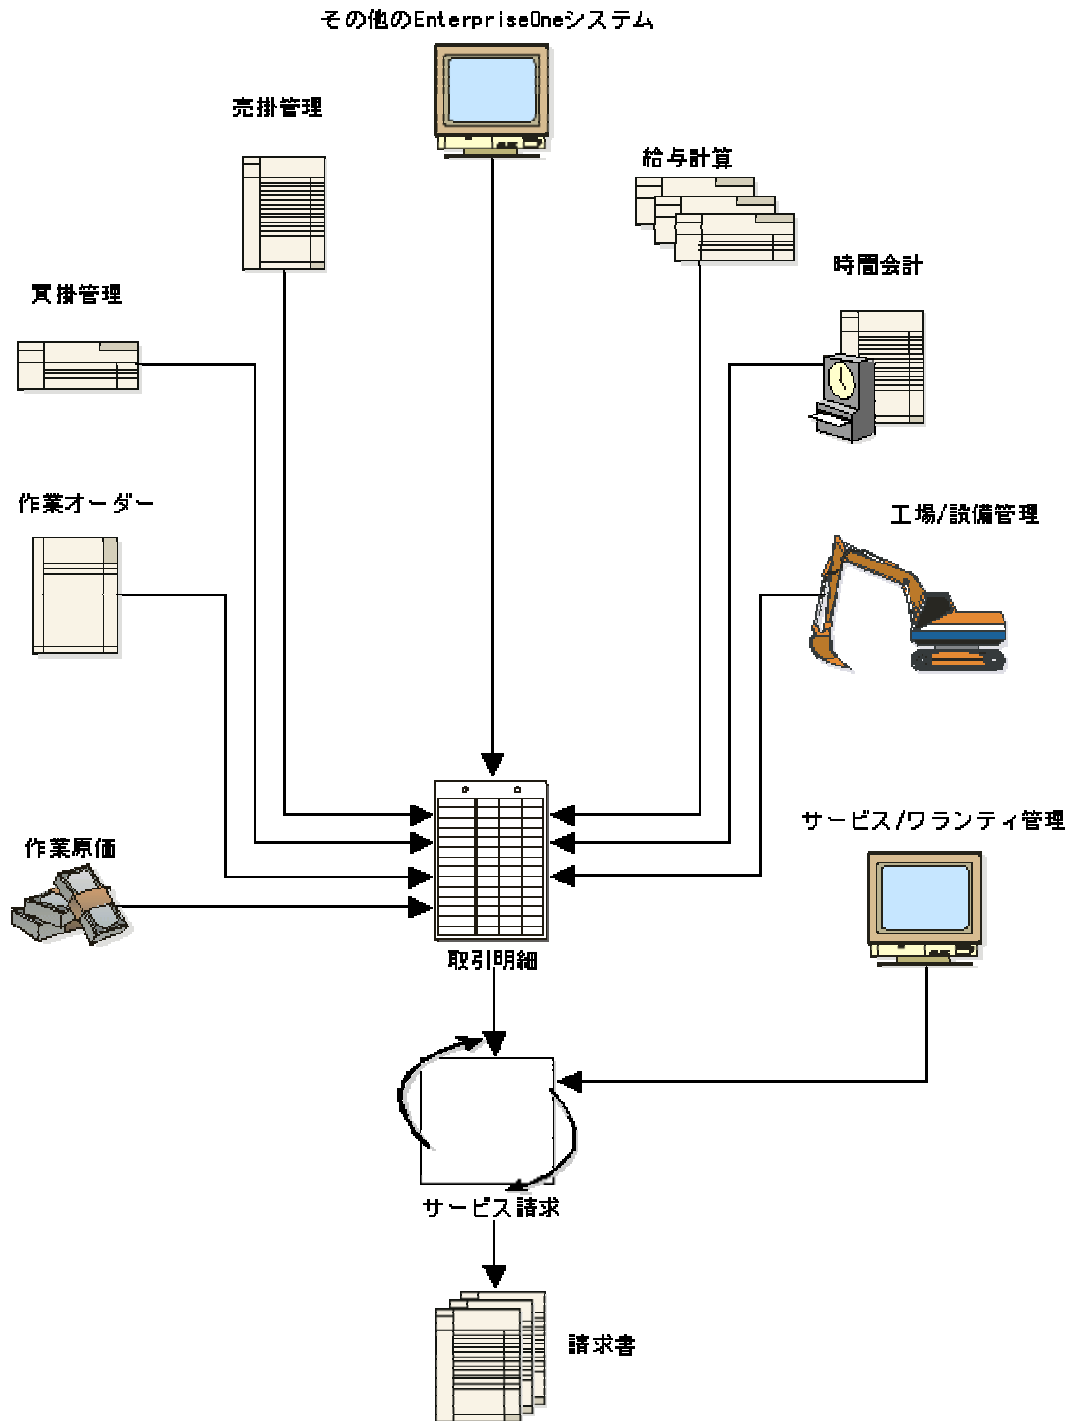 その他のEnterpriseOneシステム
売掛管理
給与計算
時間会計
買掛管理
作業オーダー
工場/設備管理
サービス/ワランティ管理
作業原価
取引明細
サービス請求
請求書